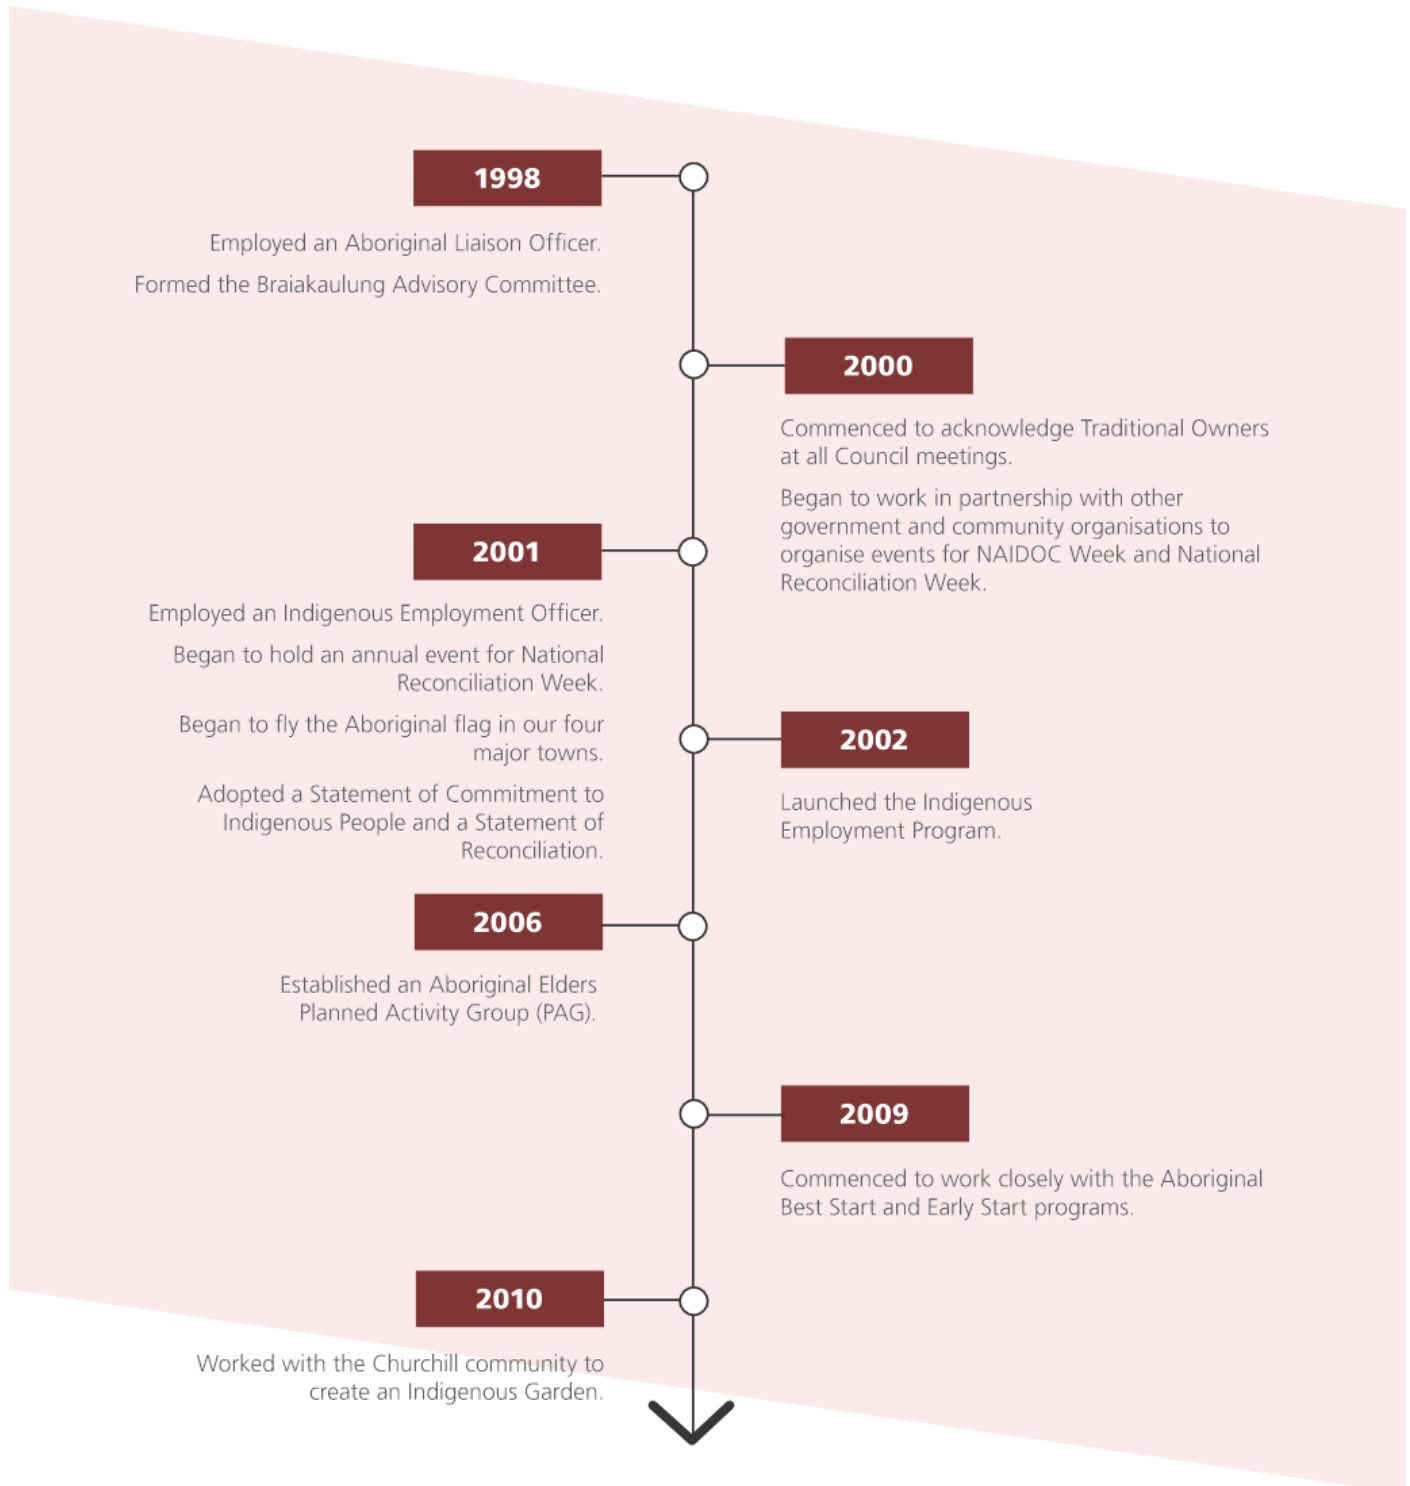 1998
Employed an Aboriginal Liaison Officer.
Formed the Braiakaulung Advisory Committee.
2000
Commenced to acknowledge Traditional Owners
at all Council meetings.
Began to work in partnership with other
government and community organisations to
organise events for NAIDOC Week and National
Reconciliation Week.
2001
Employed an Indigenous Employment Officer.
Began to hold an annual event for National
Reconciliation Week.
Began to fly the Aboriginal flag in our four
major towns.
Adopted a Statement of Commitment to
Indigenous People and a Statement of
Reconciliation.
2002
Launched the Indigenous
Employment Program.
2006
Established an Aboriginal Elders
Planned Activity Group (PAG).
2009
Commenced to work closely with the Aboriginal
Best Start and Early Start programs.
2010
Worked with the Churchill community to
create an Indigenous Garden.